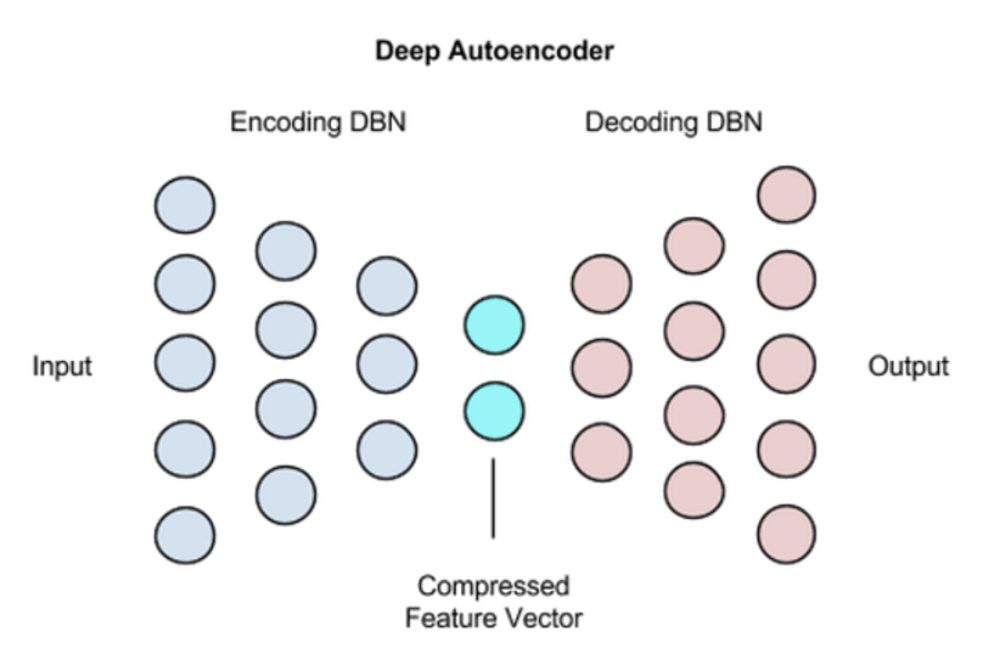 Deep Autoencoder
Encoding DBN
Decoding DBN
Input
Output
Compressed
Feature Vector